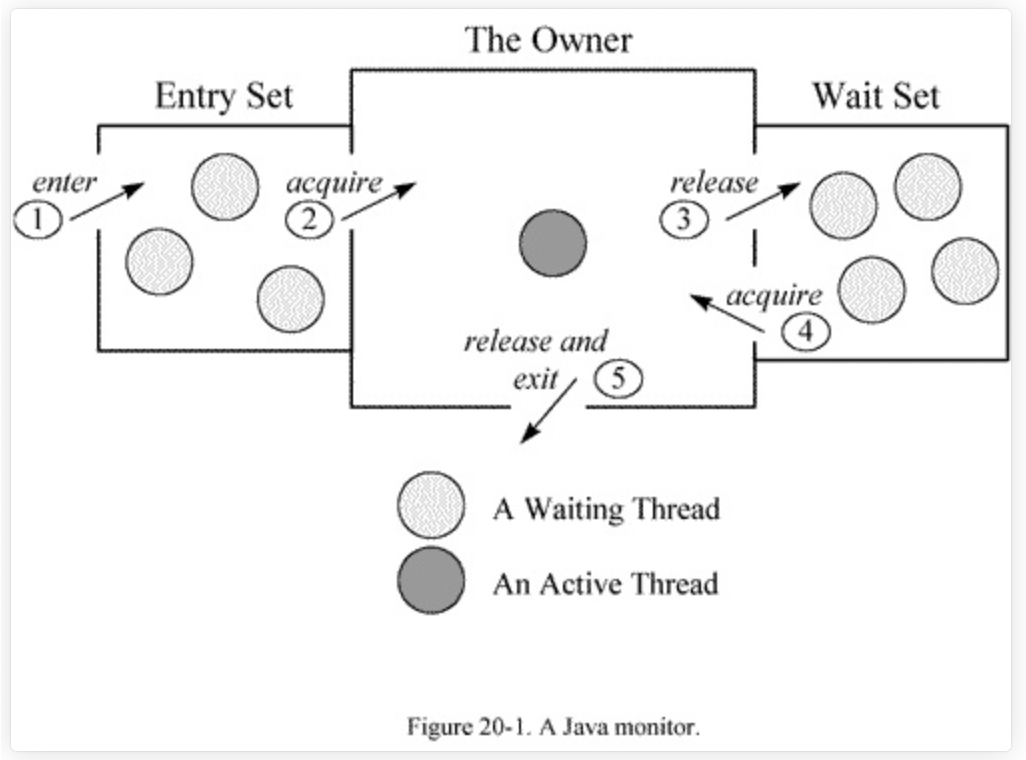 The Owner
Entry Set
Wait Set
enter
1
acquire
2
release
3
acquire
4
release and
exit
5
A Waiting Thread
An Active Thread
Figure 20-1. A Java monitor.